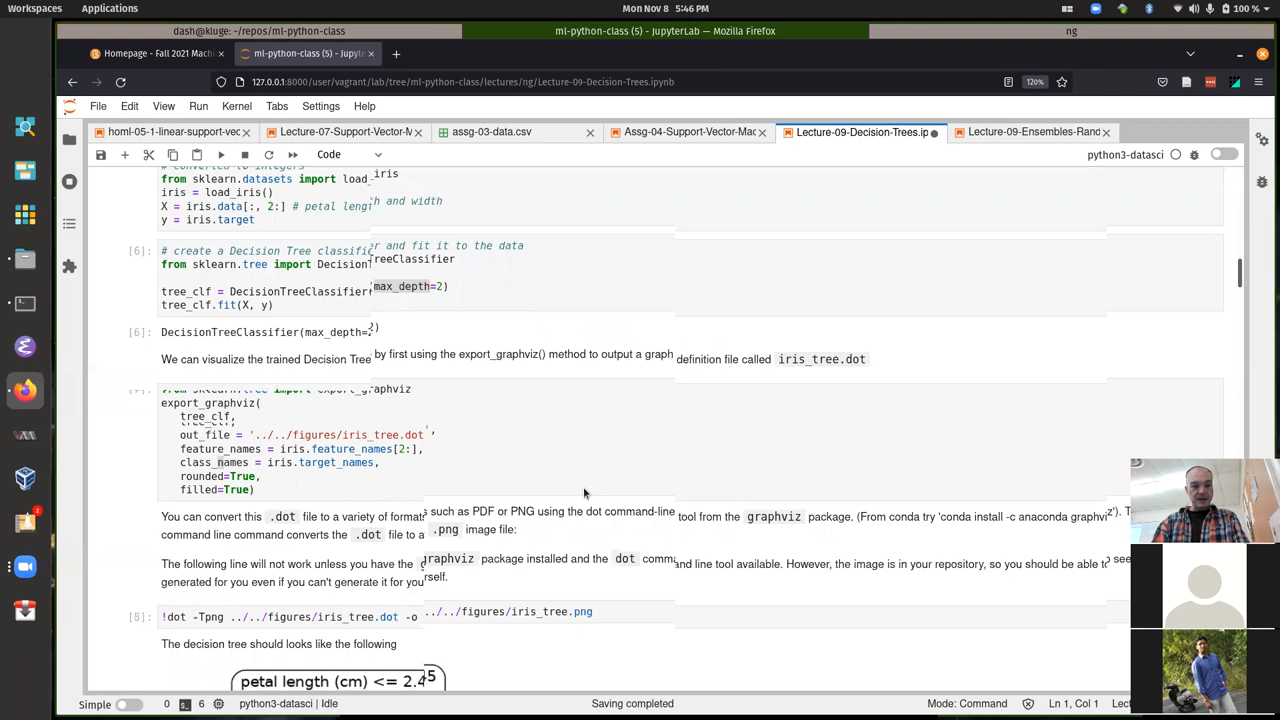 Workspaces Applications Mon Nov 8 5:46 PM 100 %
dash@kluge: ~/repos/ml-python-class ml-python-class (5) - JupyterLab — Mozilla Firefox ng
Homepage - Fall 2021 Machi ml-python-class (5) - Jupyte
127.0.0.1:8000/user/vagrant/lab/tree/ml-python-class/lectures/ng/Lecture-09-Decision-Trees.ipynb 120%
File Edit View Run Kernel Tabs Settings Help
homl-05-1-linear-support-vec Lecture-07-Support-Vector-M assg-03-data.csv Assg-04-Support-Vector-Mac Lecture-09-Decision-Trees.ip Lecture-09-Ensembles-Rand
Code python3-datasci
# converted to integers
from sklearn.datasets import load_iris
iris = load_iris()
X = iris.data[:, 2:] # petal length and width
y = iris.target
[6]: # create a Decision Tree classifier and fit it to the data
from sklearn.tree import DecisionTreeClassifier
tree_clf = DecisionTreeClassifier(max_depth=2)
tree_clf.fit(X, y)
[6]: DecisionTreeClassifier(max_depth=2)
We can visualize the trained Decision Tree by first using the export_graphviz() method to output a graph definition file called iris_tree.dot
from sklearn.tree import export_graphviz
export_graphviz(
tree_clf,
out_file = '../../figures/iris_tree.dot',
feature_names = iris.feature_names[2:],
class_names = iris.target_names,
rounded=True,
filled=True)
You can convert this .dot file to a variety of formats such as PDF or PNG using the dot command-line tool from the graphviz package. (From conda try 'conda install -c anaconda graphviz'). T
command line command converts the .dot file to a .png image file:
The following line will not work unless you have the graphviz package installed and the dot command line tool available. However, the image is in your repository, so you should be able to see
generated for you even if you can't generate it for yourself.
[8]: !dot -Tpng ../../figures/iris_tree.dot -o ../../figures/iris_tree.png
The decision tree should looks like the following
petal length (cm) <= 2.45
Simple 0 6 python3-datasci | Idle Saving completed Mode: Command Ln 1, Col 1 Lect